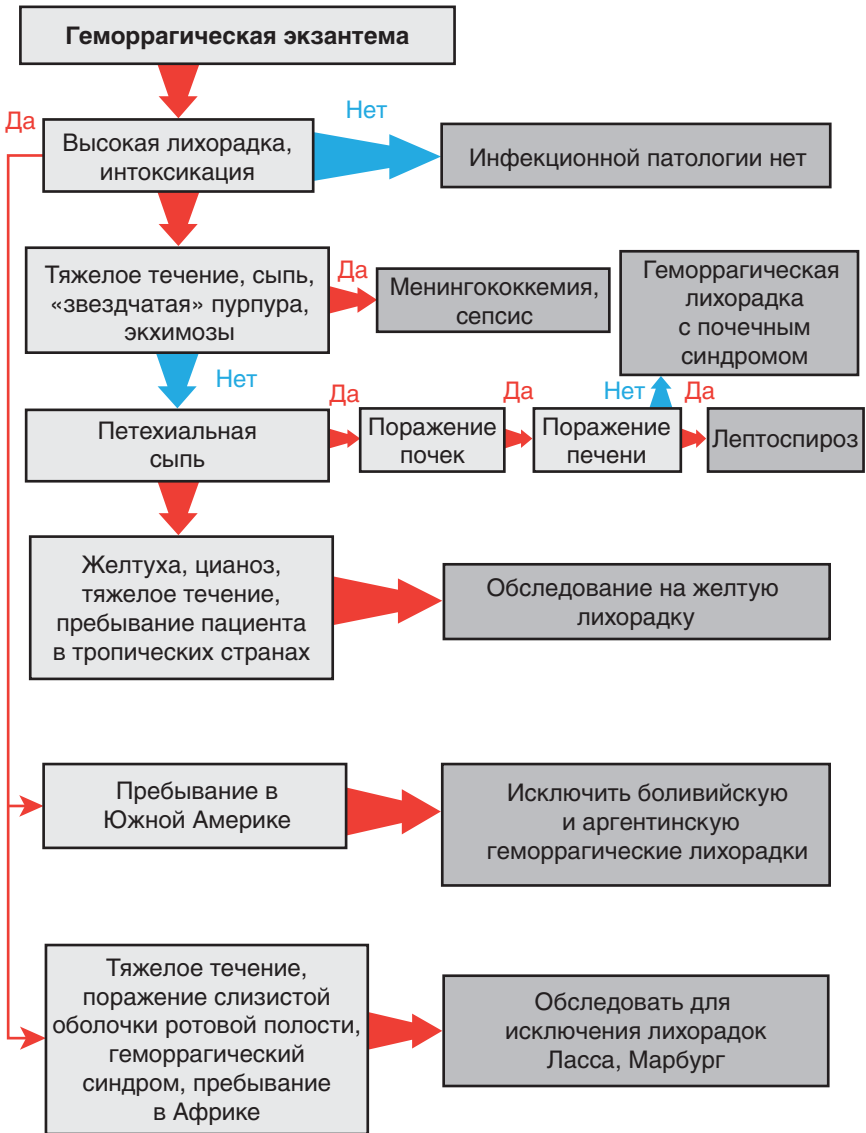 Геморрагическая экзантема
Да
Нет
Высокая лихорадка,
интоксикация
Инфекционной патологии нет
Тяжелое течение, сыпь,
«звездчатая» пурпура,
экхимозы
Да
Менингококкемия,
сепсис
Геморрагическая
лихорадка
с почечным
синдромом
Нет
Петехиальная
сыпь
Да
Поражение
почек
Да
Поражение
печени
Нет
Да
Лептоспироз
Желтуха, цианоз,
тяжелое течение,
пребывание пациента
в тропических странах
Обследование на желтую
лихорадку
Пребывание в
Южной Америке
Исключить боливийскую
и аргентинскую
геморрагические лихорадки
Тяжелое течение,
поражение слизистой
оболочки ротовой полости,
геморрагический
синдром, пребывание
в Африке
Обследовать для
исключения лихорадок
Ласса, Марбург